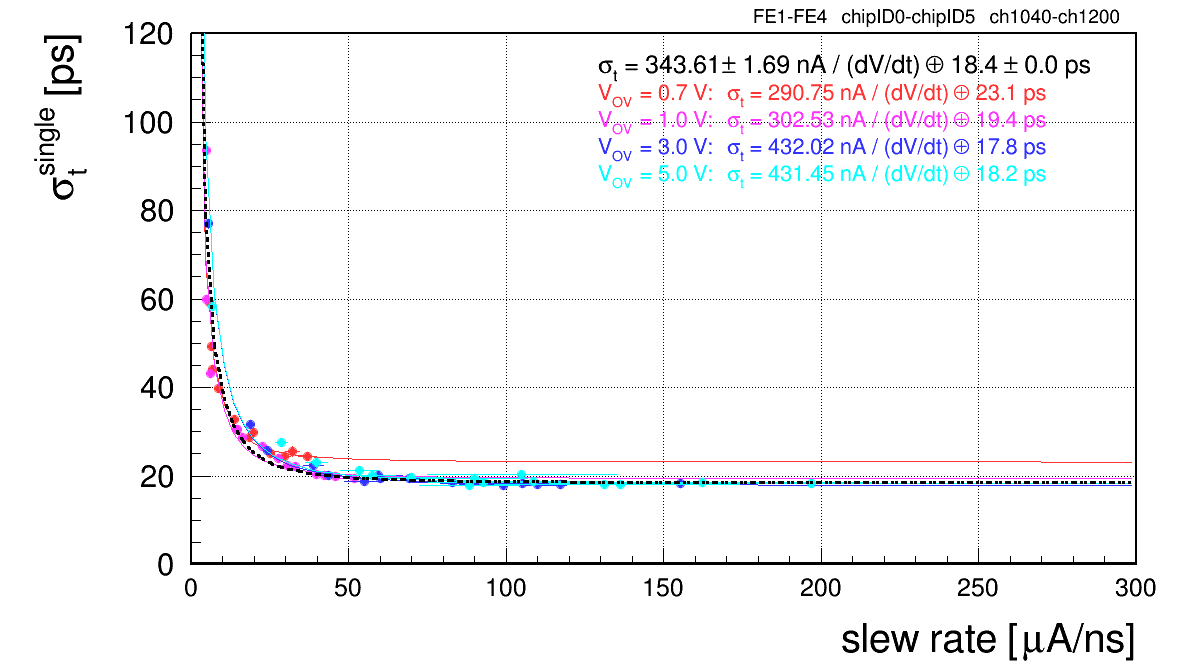 FE1-FE4 chipID0-chipID5 ch1040-ch1200
σt = 343.61± 1.69 nA / (dV/dt) ⊕ 18.4 ± 0.0 ps
VOV = 0.7 V: σt = 290.75 nA / (dV/dt) ⊕ 23.1 ps
VOV = 1.0 V: σt = 302.53 nA / (dV/dt) ⊕ 19.4 ps
VOV = 3.0 V: σt = 432.02 nA / (dV/dt) ⊕ 17.8 ps
VOV = 5.0 V: σt = 431.45 nA / (dV/dt) ⊕ 18.2 ps
σt single [ps]
120
100
80
60
40
20
0
0 50 100 150 200 250 300
slew rate [μA/ns]